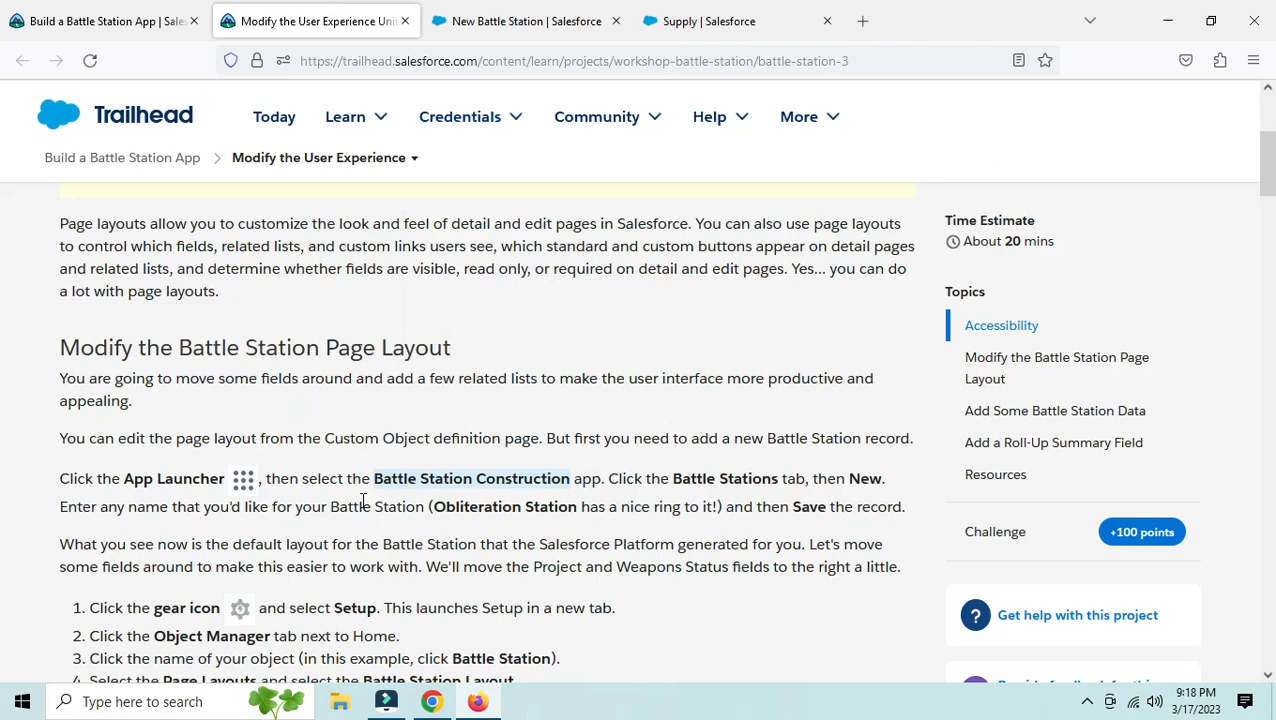 Build a Battle Station App | Sales
Modify the User Experience Unit
New Battle Station | Salesforce
Supply | Salesforce
https://trailhead.salesforce.com/content/learn/projects/workshop-battle-station/battle-station-3
Trailhead
Today
Learn
Credentials
Community
Help
More
Build a Battle Station App
Modify the User Experience
Page layouts allow you to customize the look and feel of detail and edit pages in Salesforce. You can also use page layouts
to control which fields, related lists, and custom links users see, which standard and custom buttons appear on detail pages
and related lists, and determine whether fields are visible, read only, or required on detail and edit pages. Yes... you can do
a lot with page layouts.
Modify the Battle Station Page Layout
You are going to move some fields around and add a few related lists to make the user interface more productive and
appealing.
You can edit the page layout from the Custom Object definition page. But first you need to add a new Battle Station record.
Click the App Launcher , then select the Battle Station Construction app. Click the Battle Stations tab, then New.
Enter any name that you'd like for your Battle Station (Obliteration Station has a nice ring to it!) and then Save the record.
What you see now is the default layout for the Battle Station that the Salesforce Platform generated for you. Let's move
some fields around to make this easier to work with. We'll move the Project and Weapons Status fields to the right a little.
1. Click the gear icon and select Setup. This launches Setup in a new tab.
2. Click the Object Manager tab next to Home.
3. Click the name of your object (in this example, click Battle Station).
4. Select the Page Layouts and select the Battle Station Layout.
Time Estimate
About 20 mins
Topics
Accessibility
Modify the Battle Station Page
Layout
Add Some Battle Station Data
Add a Roll-Up Summary Field
Resources
Challenge
+100 points
Get help with this project
Type here to search
9:18 PM
3/17/2023